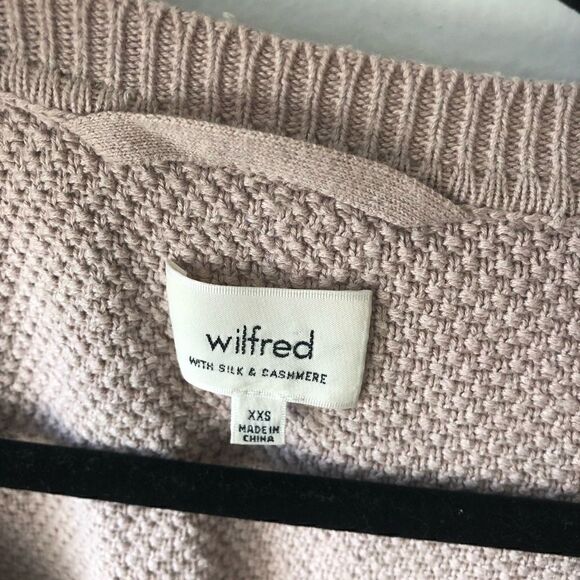 wilfred
WITH SILK & CASHMERE
XXS
MADE IN
CHINA